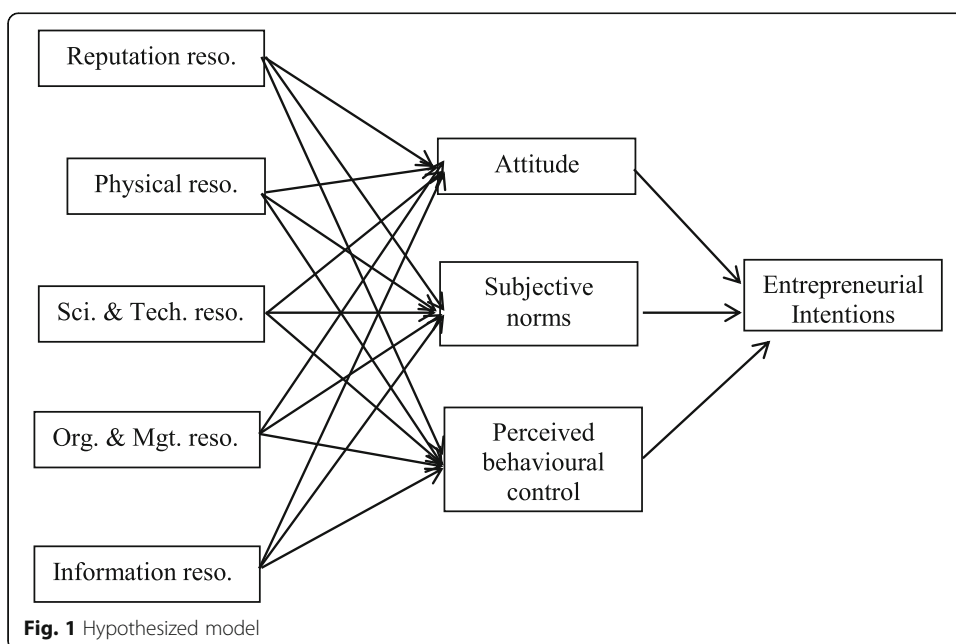 Reputation reso.
Physical reso.
Sci. & Tech. reso.
Org. & Mgt. reso.
Information reso.
Attitude
Subjective
norms
Perceived
behavioural
control
Entrepreneurial
Intentions
Fig. 1 Hypothesized model